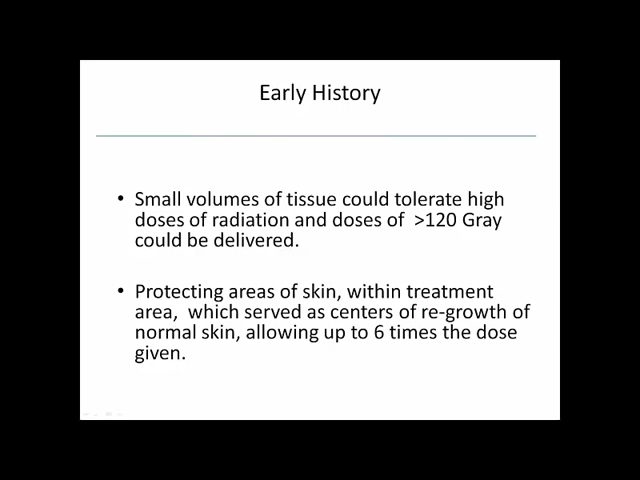 Early History
• Small volumes of tissue could tolerate high
doses of radiation and doses of  >120 Gray
could be delivered.
• Protecting areas of skin, within treatment
area,  which served as centers of re-growth of
normal skin, allowing up to 6 times the dose
given.